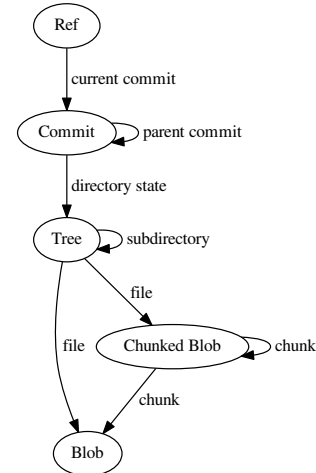 Ref
current commit
Commit
parent commit
directory state
Tree
subdirectory
file
Chunked Blob
file
chunk
chunk
Blob